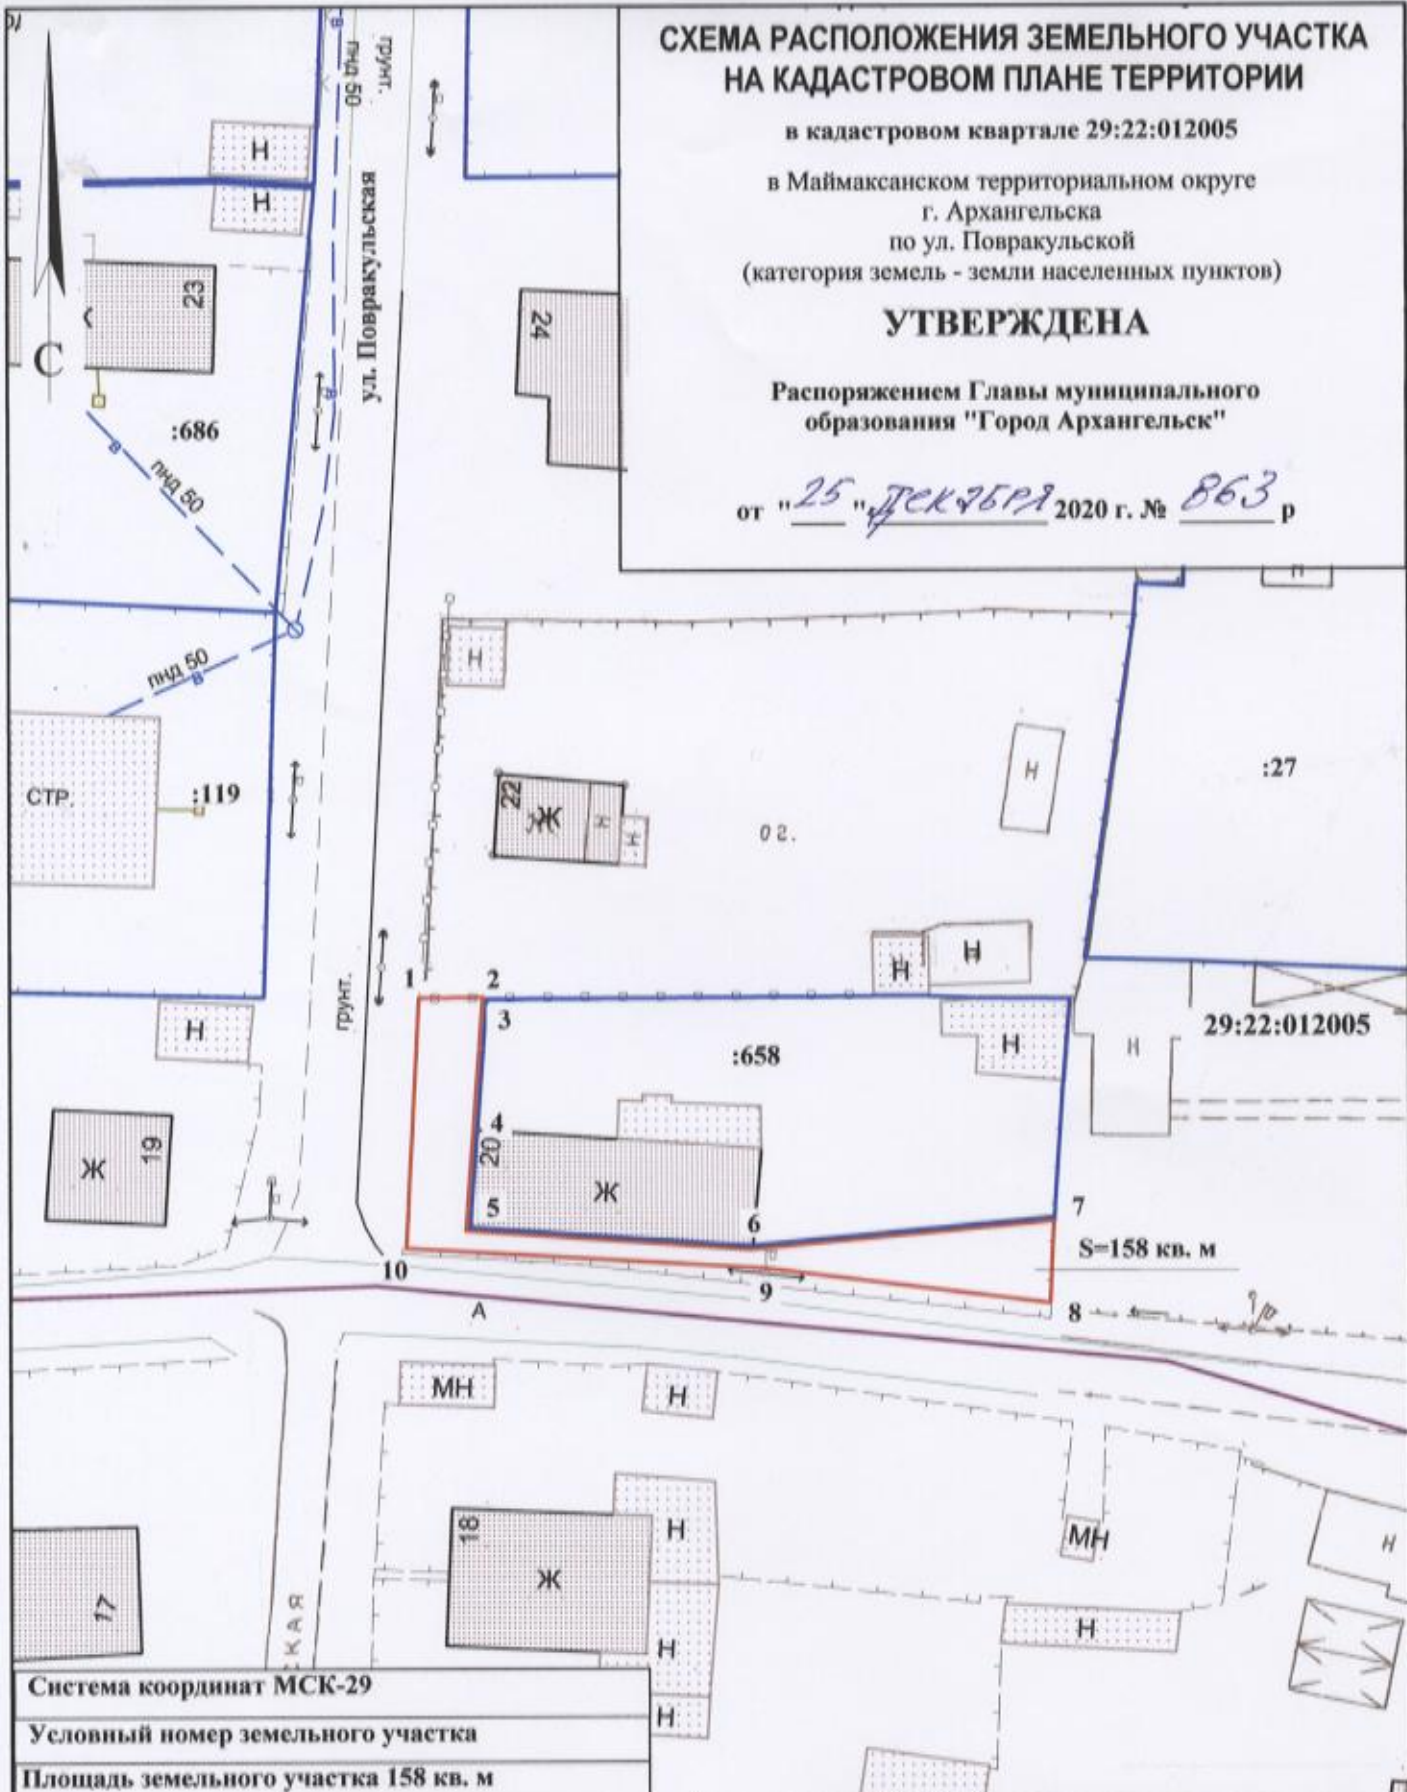 СХЕМА РАСПОЛОЖЕНИЯ ЗЕМЕЛЬНОГО УЧАСТКА
НА КАДАСТРОВОМ ПЛАНЕ ТЕРРИТОРИИ
в кадастровом квартале 29:22:012005
в Маймаксанском территориальном округе
г. Архангельска
по ул. Повракульской
(категория земель - земли населенных пунктов)
УТВЕРЖДЕНА
Распоряжением Главы муниципального
образования "Город Архангельск"
от "25" декабря 2020 г. № 863 р
В
пнд 50
грунт.
Н
Н
ул. Повракульская
23
С
24
В
:686
В
пнд 50
Н
пнд 50
В
Н
СТР.
:119
22
Ж
Н
Н
ог.
Н
:27
Н
Н
1
2
грунт.
3
:658
Н
Н
29:22:012005
Н
4
20
Ж
19
Ж
5
6
7
S=158 кв. м
10
9
8
А
МН
Н
18
Ж
Н
МН
Н
17
СКАЯ
Н
Н
Н
Система координат МСК-29
Условный номер земельного участка
Площадь земельного участка 158 кв. м